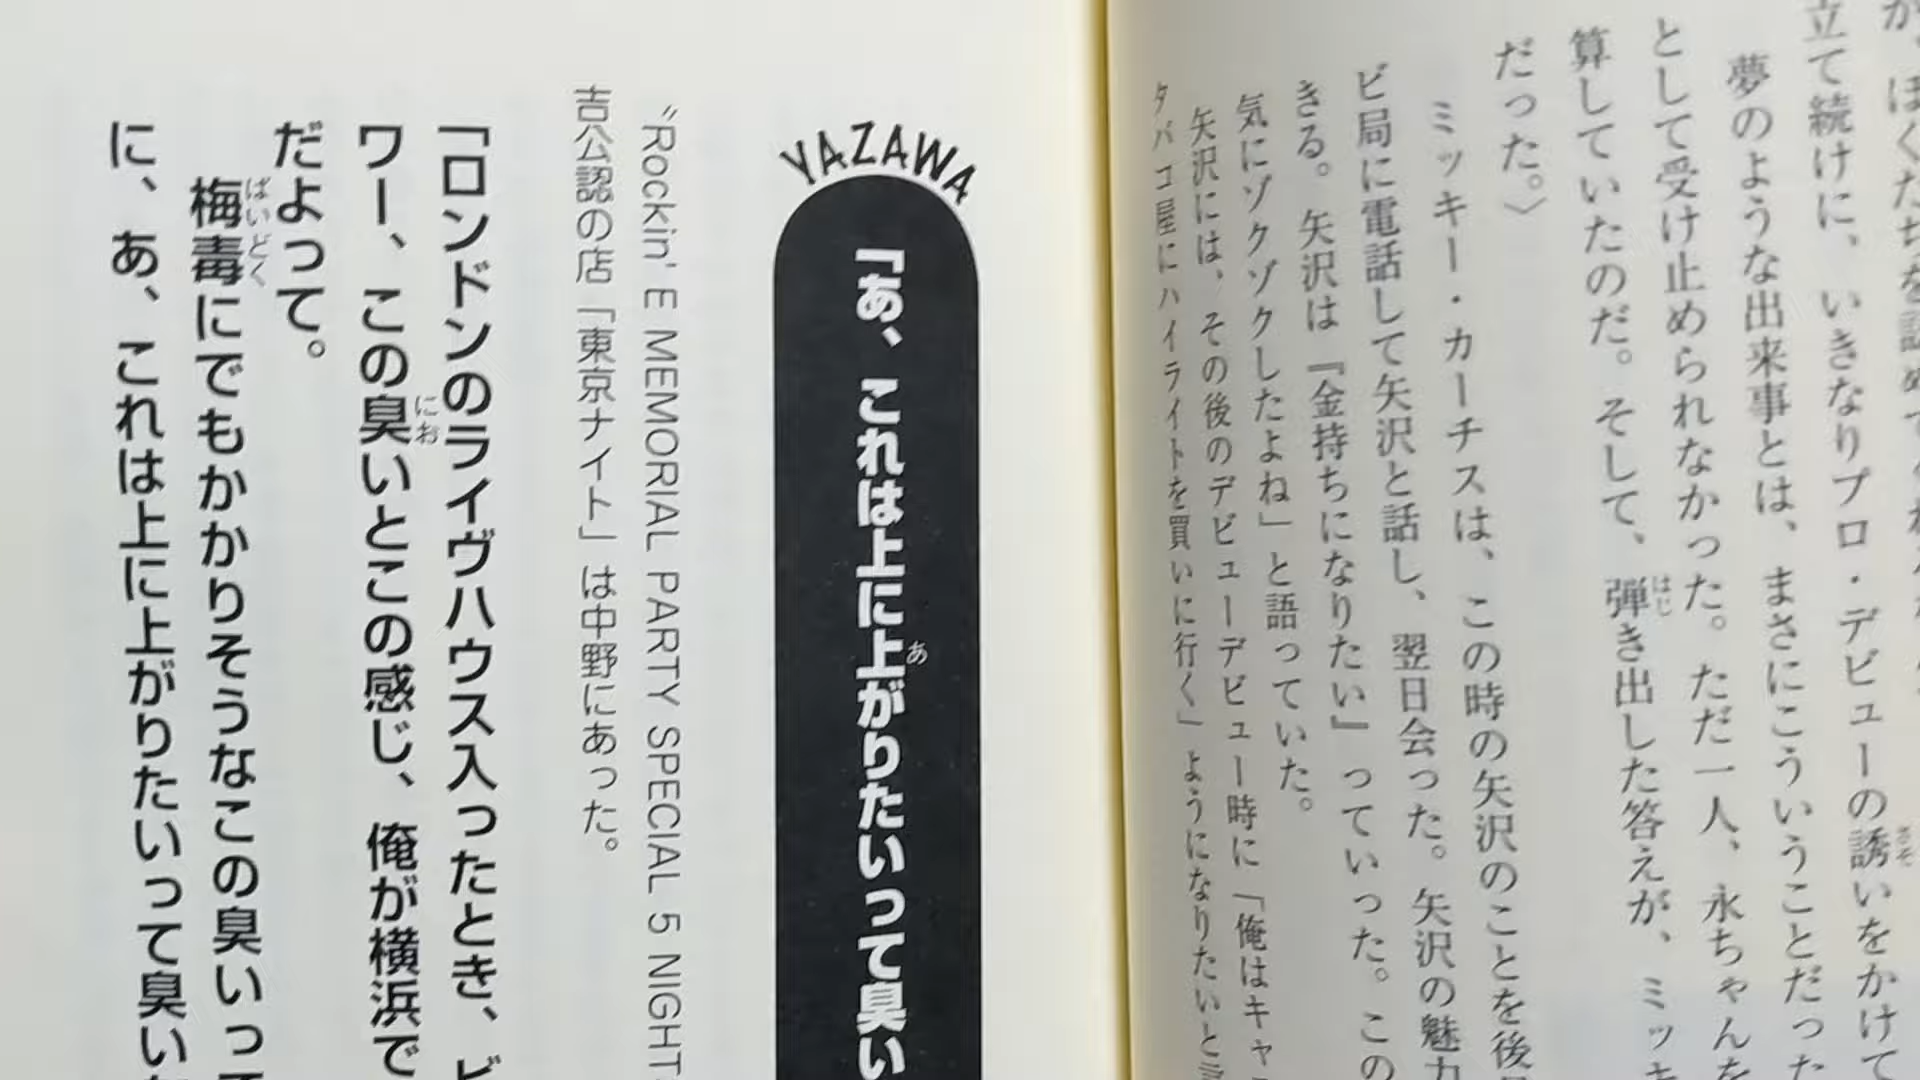 立て続けに、いきなりプロ・デビューの誘いをかけて
夢のような出来事とは、まさにこういうことだった
として受け止められなかった。ただ一人、永ちゃんを
算していたのだ。そして、弾き出した答えが、ミッキ
だった。〉
ミッキー・カーチスは、この時の矢沢のことを後
ビ局に電話して矢沢と話し、翌日会った。矢沢の魅力
きる。矢沢は『金持ちになりたい』っていった。この
気にゾクゾクしたよね」と語っていた。
矢沢には、その後のデビューデビュー時に「俺はキャ
タバコ屋にハイライトを買いに行く」ようになりたいと
YAZAWA
「あ、これは上に上がりたいって臭い
〝Rockin' E MEMORIAL PARTY SPECIAL 5 NIGHT
吉公認の店「東京ナイト」は中野にあった。
「ロンドンのライヴハウス入ったとき、ビ
ワー、この臭いとこの感じ、俺が横浜で
だよって。
梅毒にでもかかりそうなこの臭いって
に、あ、これは上に上がりたいって臭い